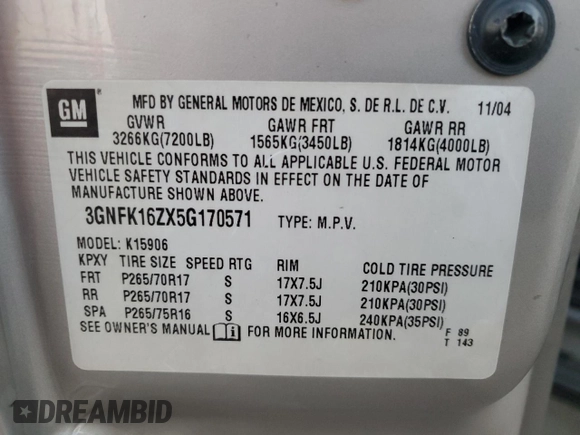 GM
MFD BY GENERAL MOTORS DE MEXICO, S. DE R.L. DE C.V. 11/04
GVWR GAWR FRT GAWR RR
3266KG(7200LB) 1565KG(3450LB) 1814KG(4000LB)
THIS VEHICLE CONFORMS TO ALL APPLICABLE U.S. FEDERAL MOTOR
VEHICLE SAFETY STANDARDS IN EFFECT ON THE DATE OF
MANUFACTURE SHOWN ABOVE.
3GNFK16ZX5G170571 TYPE: M.P.V.
MODEL: K15906
KPXY TIRE SIZE SPEED RTG RIM COLD TIRE PRESSURE
FRT P265/70R17 S 17X7.5J 210KPA(30PSI)
RR P265/70R17 S 17X7.5J 210KPA(30PSI)
SPA P265/75R16 S 16X6.5J 240KPA(35PSI)
SEE OWNER'S MANUAL i FOR MORE INFORMATION. F 89
T 143
DREAMBID